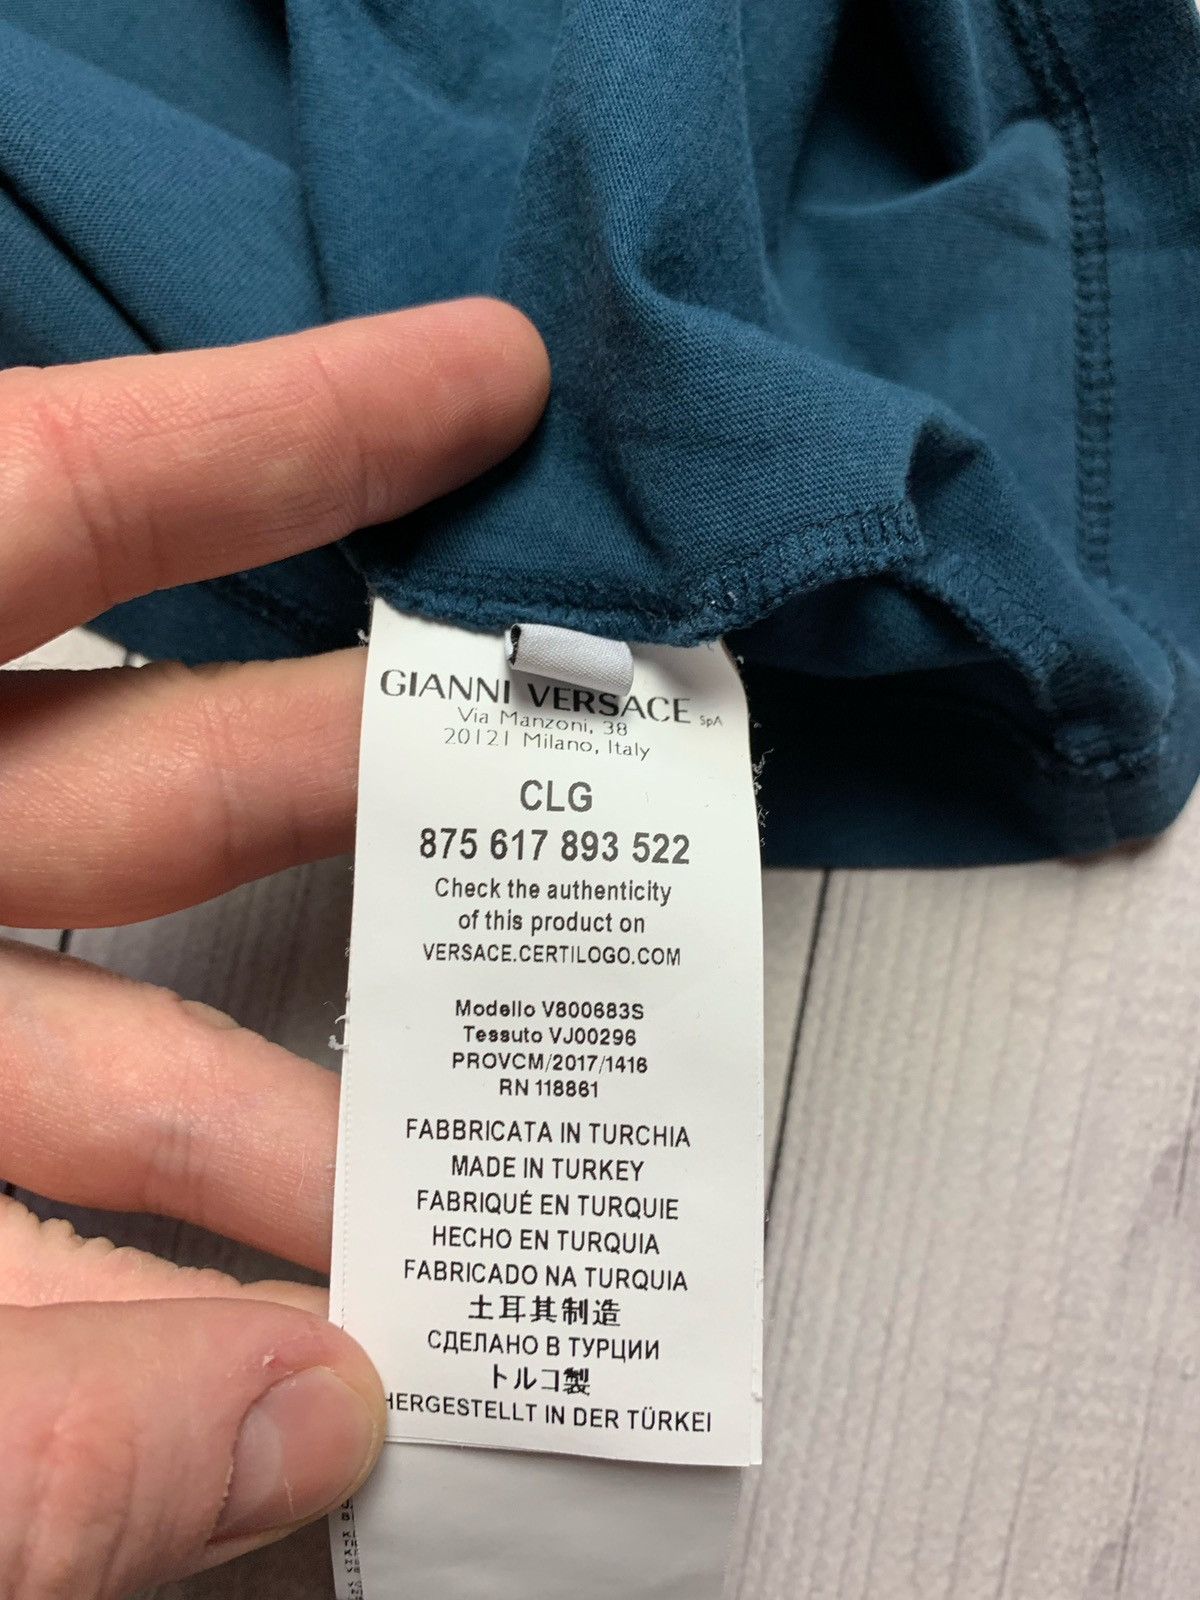 GIANNI VERSACE SpA
Via Manzoni, 38
20121 Milano, Italy
CLG
875 617 893 522
Check the authenticity
of this product on
VERSACE.CERTILOGO.COM
Modello V800683S
Tessuto VJ00296
PROVCM/2017/1416
RN 118861
FABBRICATA IN TURCHIA
MADE IN TURKEY
FABRIQUÉ EN TURQUIE
HECHO EN TURQUIA
FABRICADO NA TURQUIA
土耳其制造
СДЕЛАНО В ТУРЦИИ
トルコ製
HERGESTELLT IN DER TÜRKEI